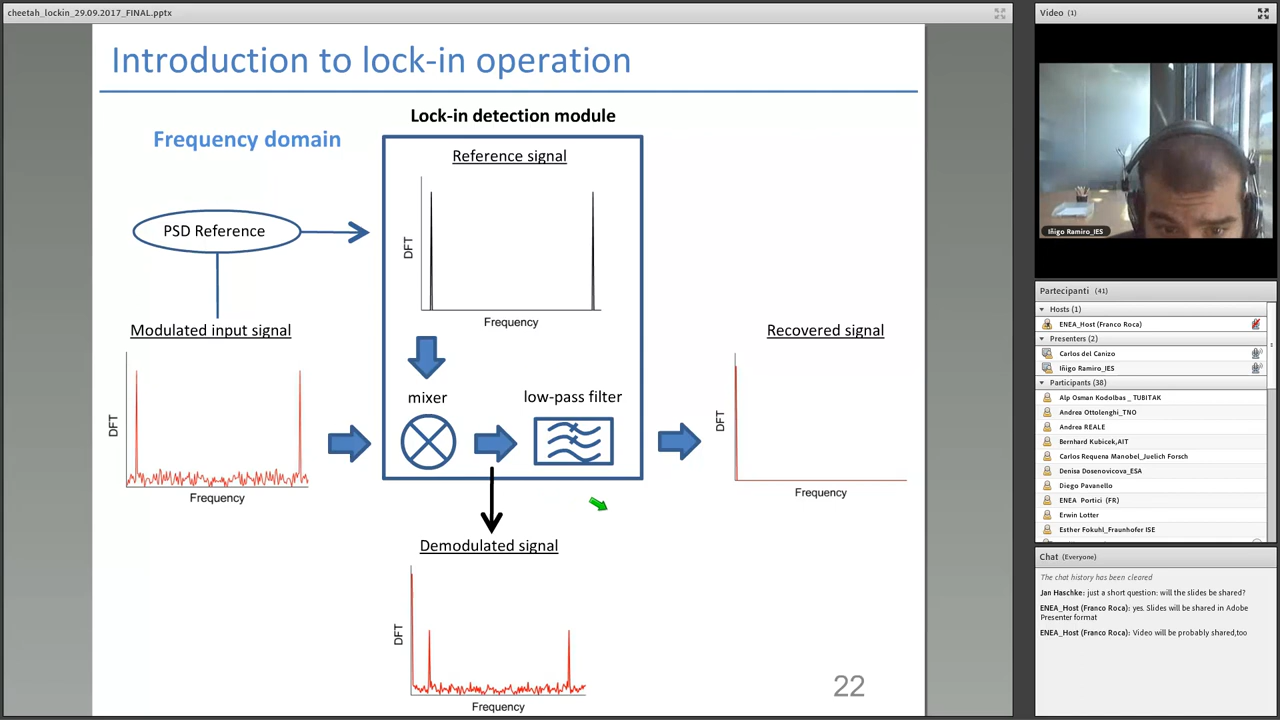 cheetah_lockin_29.09.2017_FINAL.pptx
Introduction to lock-in operation
Frequency domain
Lock-in detection module
Reference signal
PSD Reference
DFT
Frequency
Modulated input signal
Recovered signal
mixer
low-pass filter
DFT
Frequency
DFT
Frequency
Demodulated signal
DFT
Frequency
22
Video (1)
Iñigo Ramiro_IES
Partecipanti (41)
Hosts (1)
ENEA_Host (Franco Roca)
Presenters (2)
Carlos del Canizo
Iñigo Ramiro_IES
Participants (38)
Alp Osman Kodolbas _ TUBITAK
Andrea Ottolenghi_TNO
Andrea REALE
Bernhard Kubicek,AIT
Carlos Requena Manobel_Juelich Forsch
Denisa Dosenovicova_ESA
Diego Pavanello
ENEA Portici (FR)
Erwin Lotter
Esther Fokuhl_Fraunhofer ISE
Chat (Everyone)
The chat history has been cleared
Jan Haschke: just a short question: will the slides be shared?
ENEA_Host (Franco Roca): yes. Slides will be shared in Adobe
Presenter format
ENEA_Host (Franco Roca): Video will be probably shared,too